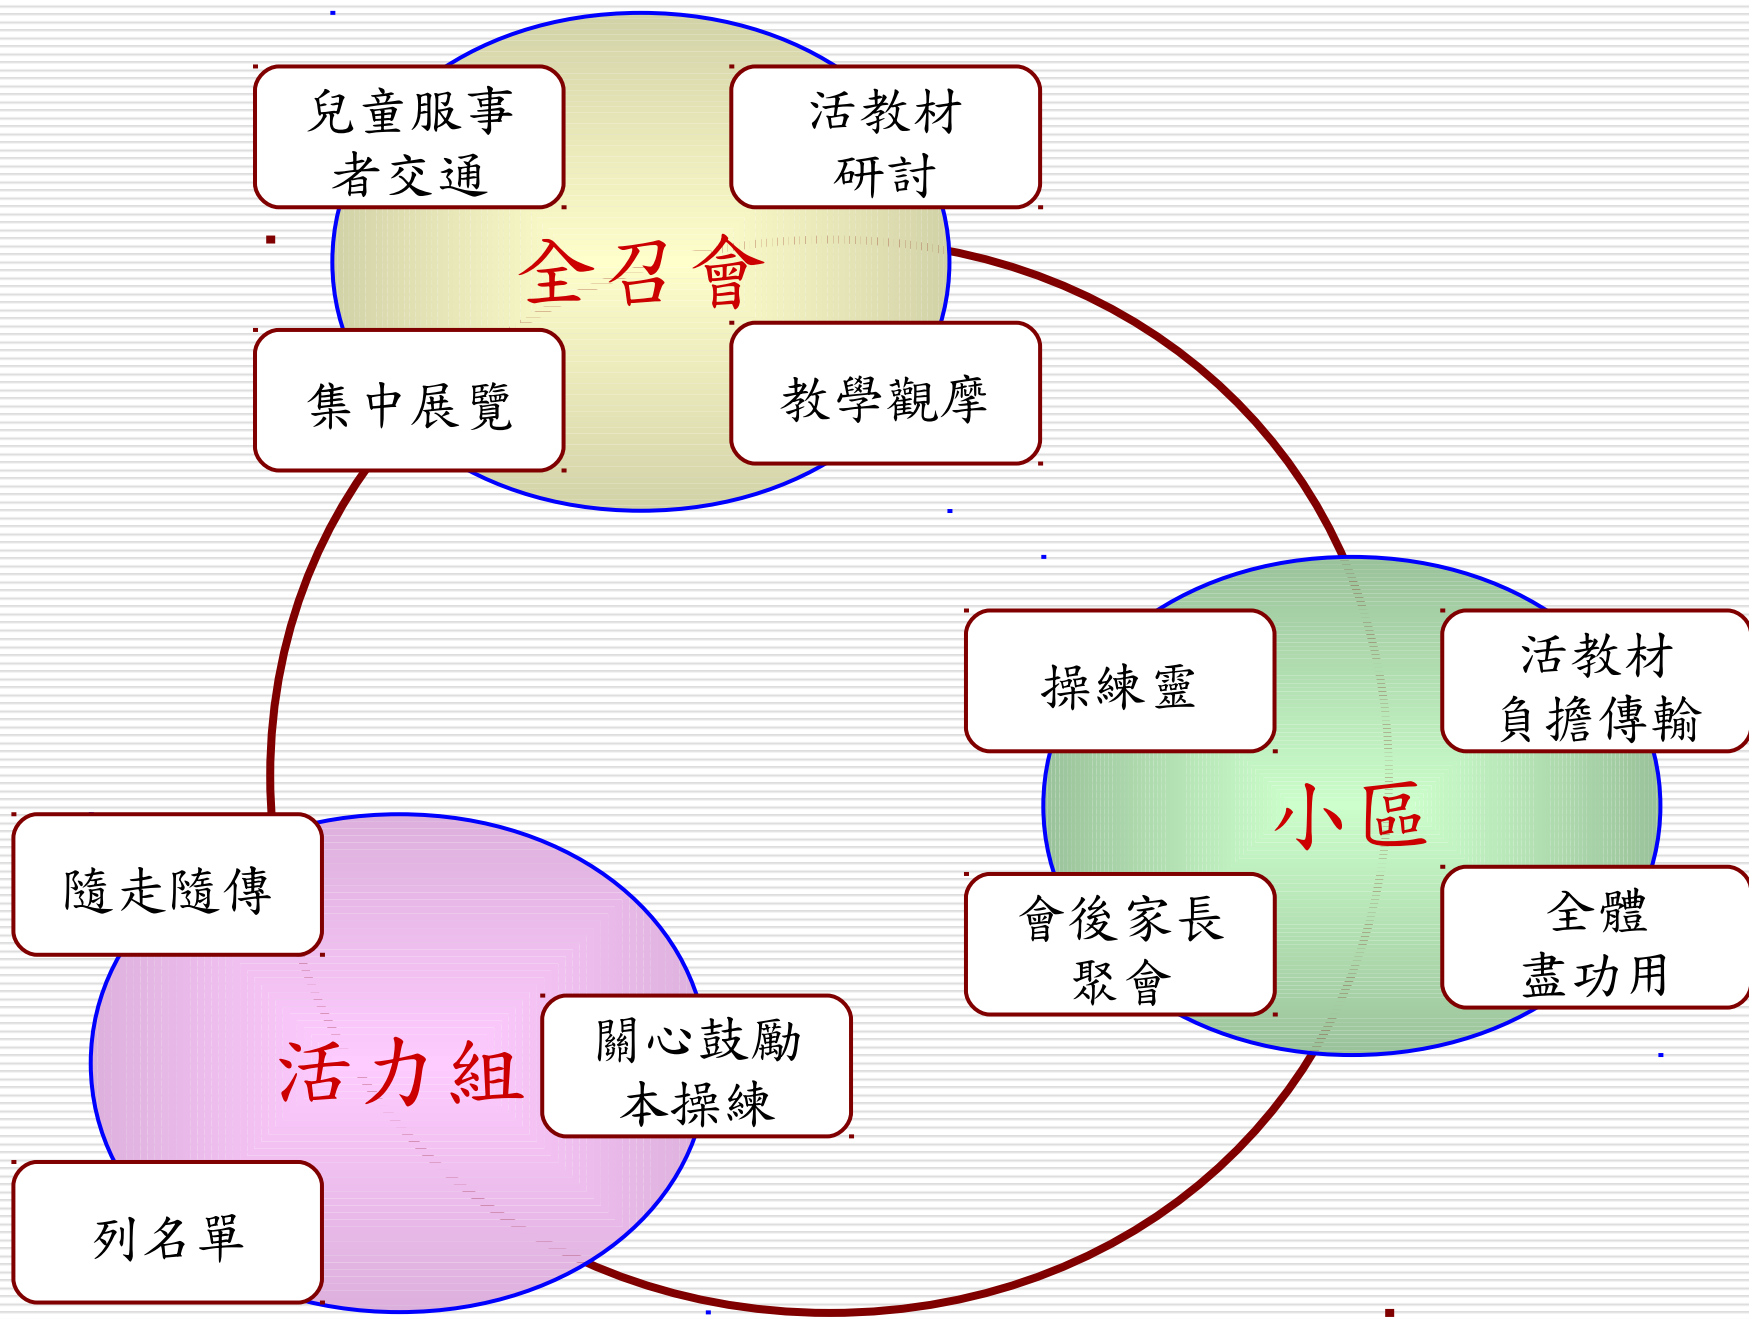 兒童服事
者交通
活教材
研討
全召會
集中展覽
教學觀摩
操練靈
活教材
負擔傳輸
小區
會後家長
聚會
全體
盡功用
隨走隨傳
活力組
關心鼓勵
本操練
列名單